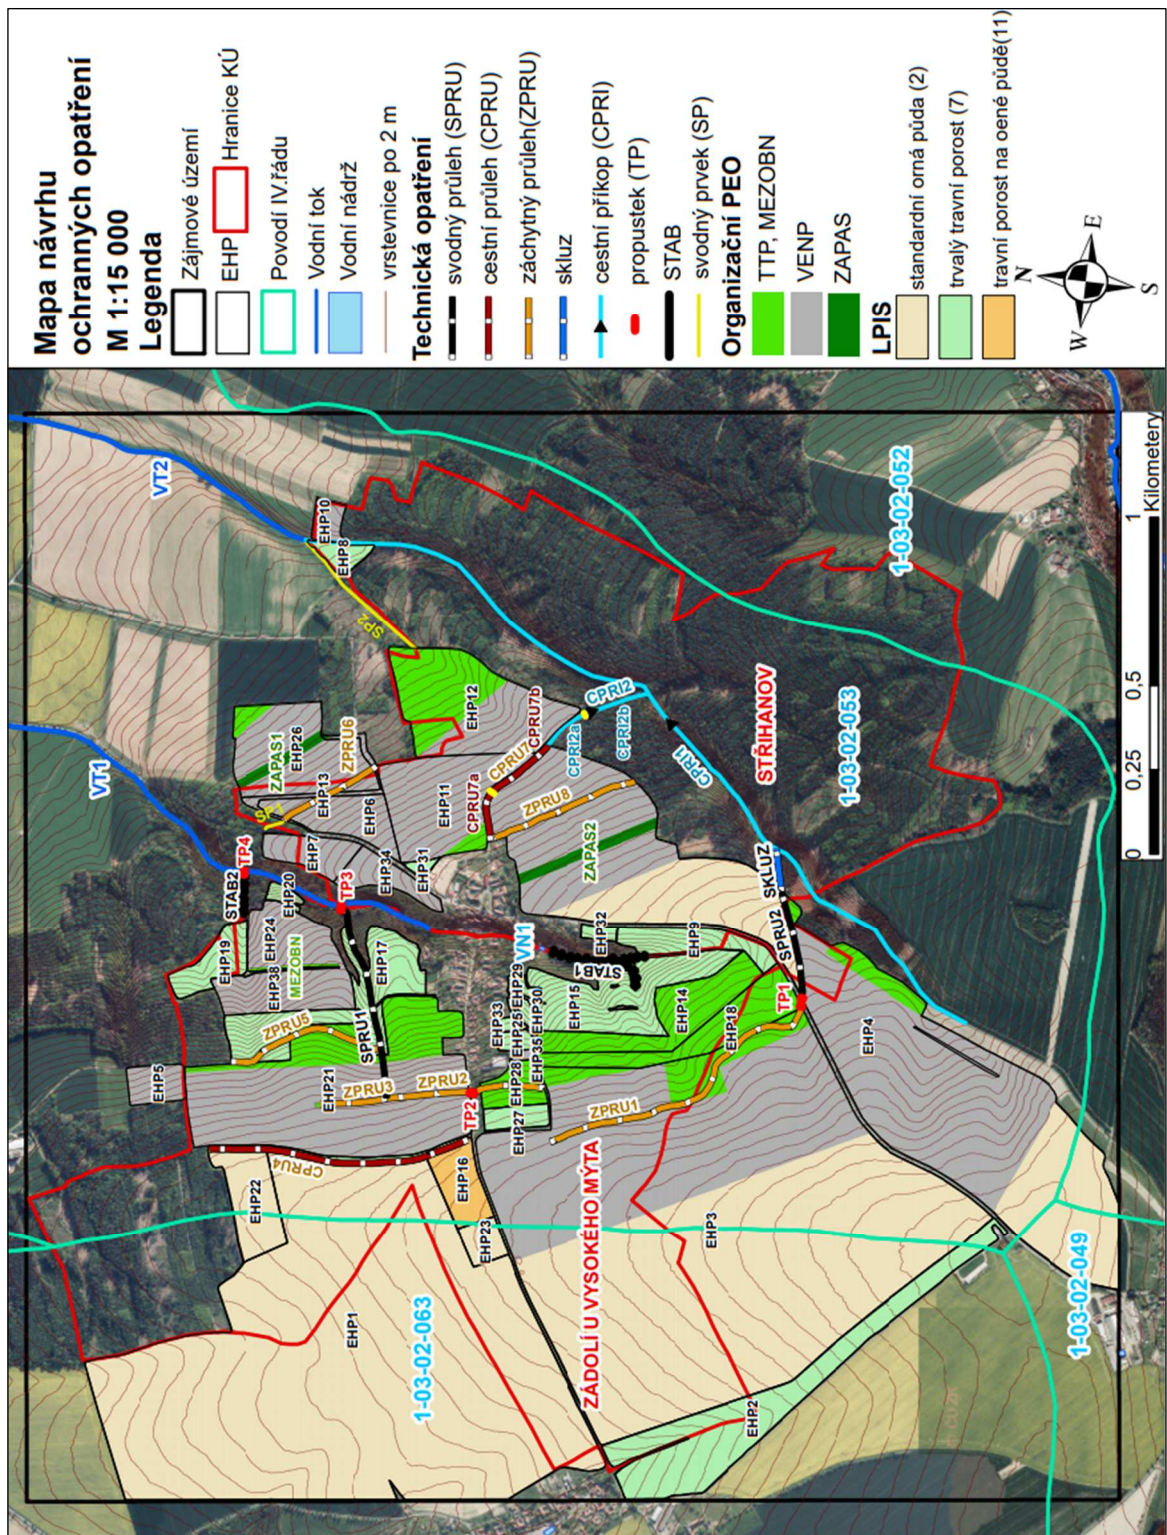 Mapa návrhu
ochranných opatření
M 1:15 000
Legenda
Zájmové území
EHP
Hranice KÚ
Povodí IV.řádu
Vodní tok
Vodní nádrž
vrstevnice po 2 m
Technická opatření
svodný průleh (SPRU)
cestní průleh (CPRU)
záchytný průleh(ZPRU)
skluz
cestní příkop (CPRI)
propustek (TP)
STAB
svodný prvek (SP)
Organizační PEO
TTP, MEZOBN
VENP
ZAPAS
LPIS
standardní orná půda (2)
trvalý travní porost (7)
travní porost na oené půdě(11)
N
W
E
S
VT2
VT1
EHP10
EHP8
SP2
EHP12
ZAPAS1
EHP26
ZPRU6
EHP13
SP1
EHP6
EHP7
EHP11
EHP34
EHP31
CPRU7b
CPRU7
CPRU7a
CPRI2
CPRI2a
CPRI2b
ZPRU8
CPRI1
ZAPAS2
STŘIHANOV
1-03-02-052
1-03-02-053
TP4
STAB2
EHP20
TP3
EHP19
EHP24
EHP38
MEZOBN
EHP17
ZPRU5
SPRU1
VN1
EHP32
EHP9
STAB1
SKLUZ
SPRU2
EHP29
EHP33
EHP25
EHP30
EHP15
EHP14
EHP35
EHP18
TP1
EHP4
EHP5
EHP21
ZPRU3
ZPRU2
TP2
EHP28
EHP27
ZPRU1
CPRU4
EHP22
EHP16
EHP23
EHP3
ZÁDOLÍ U VYSOKÉHO MÝTA
EHP1
1-03-02-063
EHP2
1-03-02-049
0
0,25
0,5
1
Kilometery